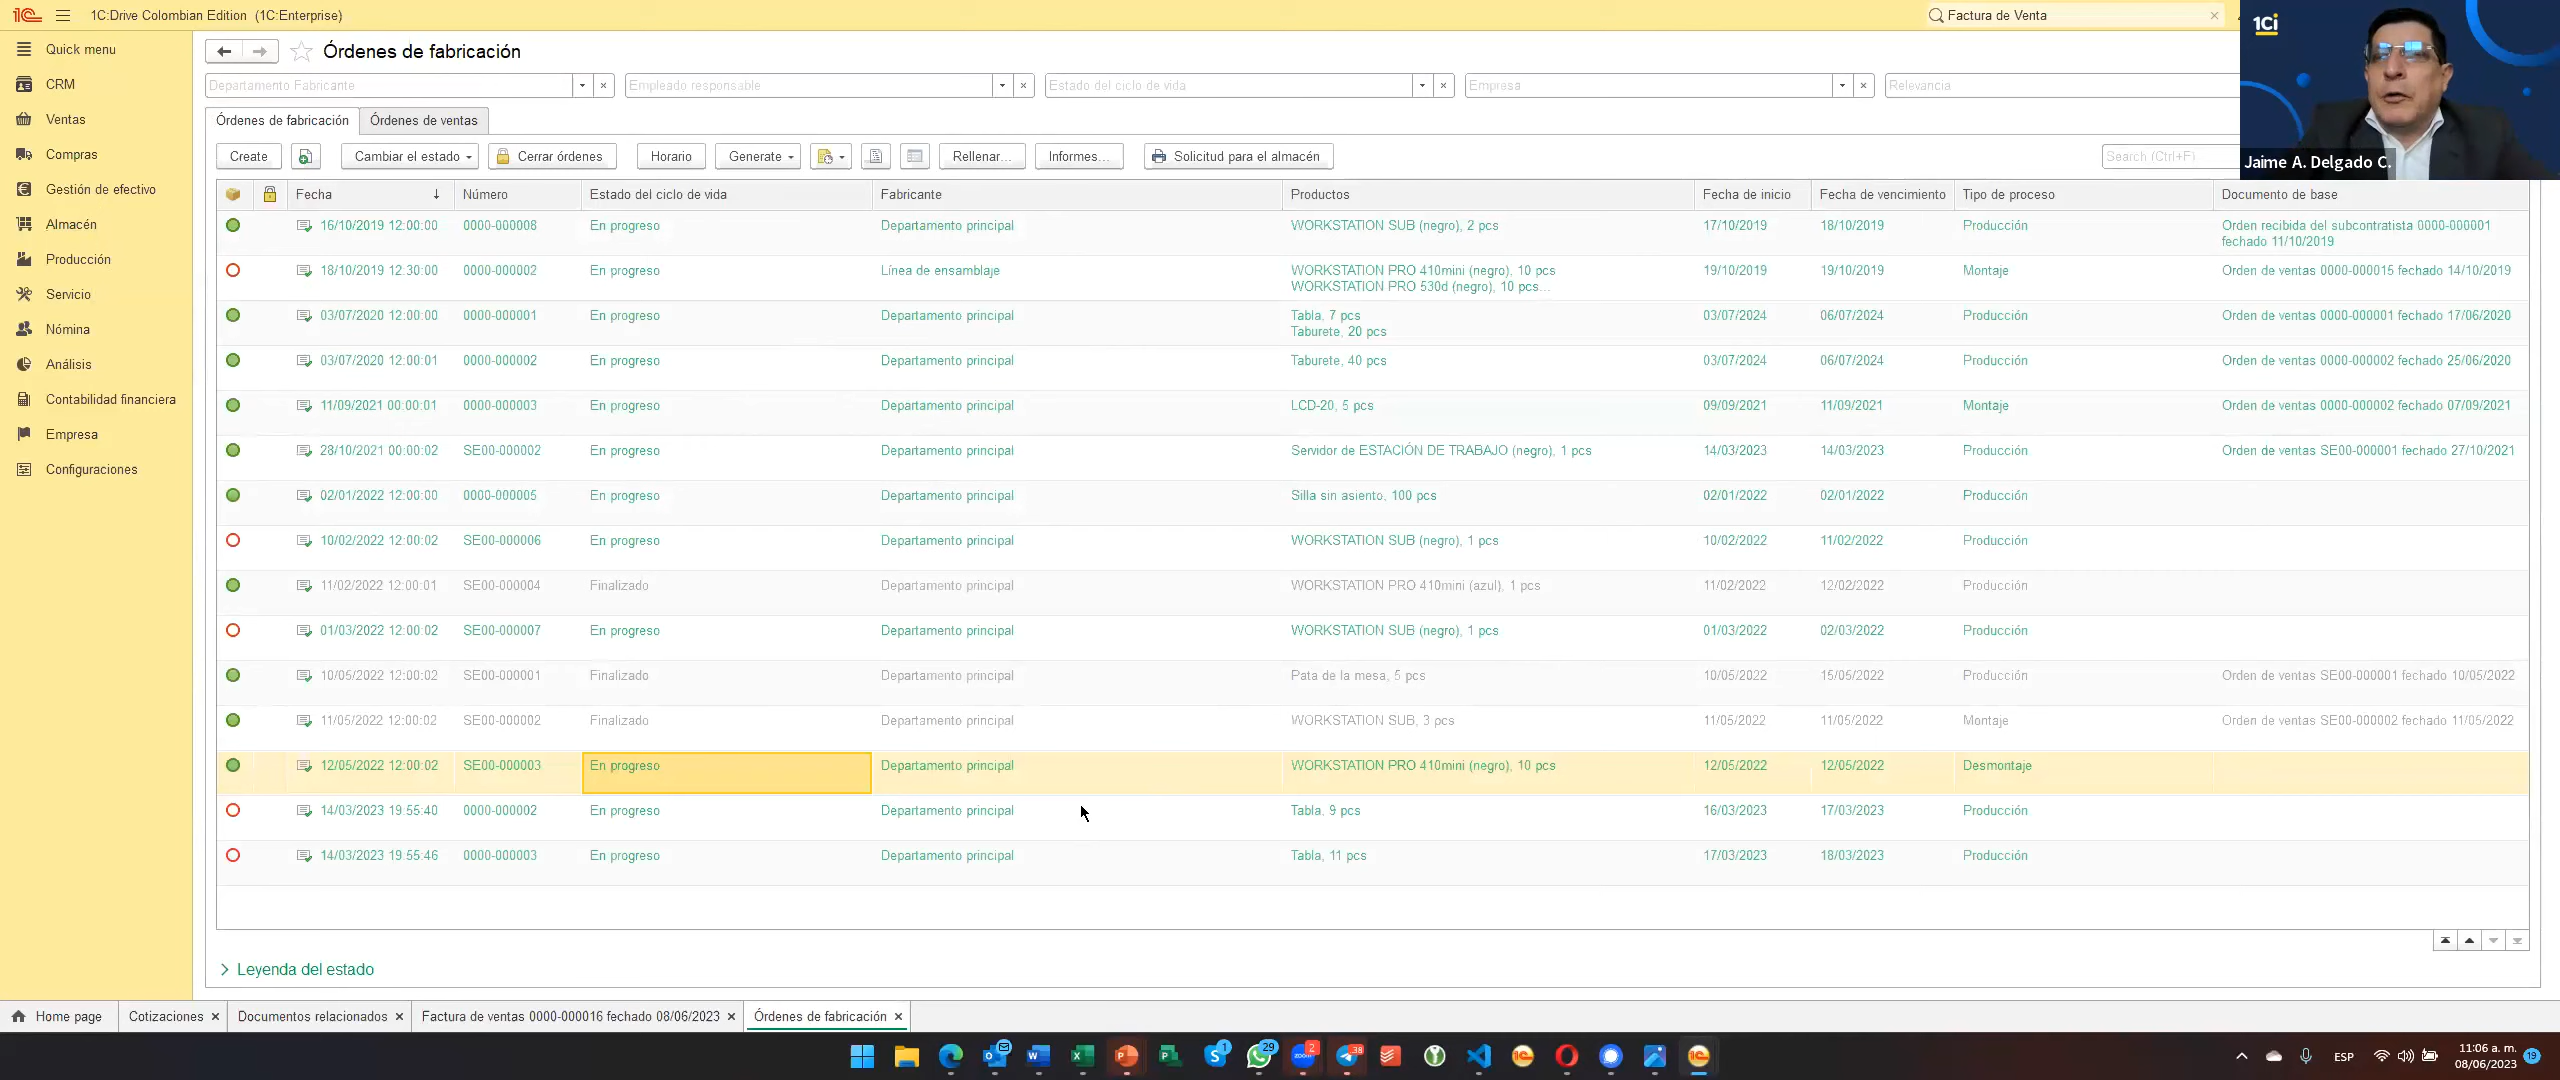 1C:Drive Colombian Edition (1C:Enterprise)
Factura de Venta
1Ci
Jaime A. Delgado C.
Quick menu
CRM
Ventas
Compras
Gestión de efectivo
Almacén
Producción
Servicio
Nómina
Análisis
Contabilidad financiera
Empresa
Configuraciones
Órdenes de fabricación
Departamento Fabricante
Empleado responsable
Estado del ciclo de vida
Empresa
Relevancia
Órdenes de fabricación Órdenes de ventas
Create Cambiar el estado Cerrar órdenes Horario Generate Rellenar... Informes... Solicitud para el almacén Search (Ctrl+F)
Fecha Número Estado del ciclo de vida Fabricante Productos Fecha de inicio Fecha de vencimiento Tipo de proceso Documento de base
16/10/2019 12:00:00 0000-000008 En progreso Departamento principal WORKSTATION SUB (negro), 2 pcs 17/10/2019 18/10/2019 Producción Orden recibida del subcontratista 0000-000001
fechado 11/10/2019
18/10/2019 12:30:00 0000-000002 En progreso Línea de ensamblaje WORKSTATION PRO 410mini (negro), 10 pcs 19/10/2019 19/10/2019 Montaje Orden de ventas 0000-000015 fechado 14/10/2019
WORKSTATION PRO 530d (negro), 10 pcs...
03/07/2020 12:00:00 0000-000001 En progreso Departamento principal Tabla, 7 pcs 03/07/2024 06/07/2024 Producción Orden de ventas 0000-000001 fechado 17/06/2020
Taburete, 20 pcs
03/07/2020 12:00:01 0000-000002 En progreso Departamento principal Taburete, 40 pcs 03/07/2024 06/07/2024 Producción Orden de ventas 0000-000002 fechado 25/06/2020
11/09/2021 00:00:01 0000-000003 En progreso Departamento principal LCD-20, 5 pcs 09/09/2021 11/09/2021 Montaje Orden de ventas 0000-000002 fechado 07/09/2021
28/10/2021 00:00:02 SE00-000002 En progreso Departamento principal Servidor de ESTACIÓN DE TRABAJO (negro), 1 pcs 14/03/2023 14/03/2023 Producción Orden de ventas SE00-000001 fechado 27/10/2021
02/01/2022 12:00:00 0000-000005 En progreso Departamento principal Silla sin asiento, 100 pcs 02/01/2022 02/01/2022 Producción
10/02/2022 12:00:02 SE00-000006 En progreso Departamento principal WORKSTATION SUB (negro), 1 pcs 10/02/2022 11/02/2022 Producción
11/02/2022 12:00:01 SE00-000004 Finalizado Departamento principal WORKSTATION PRO 410mini (azul), 1 pcs 11/02/2022 12/02/2022 Producción
01/03/2022 12:00:02 SE00-000007 En progreso Departamento principal WORKSTATION SUB (negro), 1 pcs 01/03/2022 02/03/2022 Producción
10/05/2022 12:00:02 SE00-000001 Finalizado Departamento principal Pata de la mesa, 5 pcs 10/05/2022 15/05/2022 Producción Orden de ventas SE00-000001 fechado 10/05/2022
11/05/2022 12:00:02 SE00-000002 Finalizado Departamento principal WORKSTATION SUB, 3 pcs 11/05/2022 11/05/2022 Montaje Orden de ventas SE00-000002 fechado 11/05/2022
12/05/2022 12:00:02 SE00-000003 En progreso Departamento principal WORKSTATION PRO 410mini (negro), 10 pcs 12/05/2022 12/05/2022 Desmontaje
14/03/2023 19:55:40 0000-000002 En progreso Departamento principal Tabla, 9 pcs 16/03/2023 17/03/2023 Producción
14/03/2023 19:55:46 0000-000003 En progreso Departamento principal Tabla, 11 pcs 17/03/2023 18/03/2023 Producción
Leyenda del estado
Home page Cotizaciones Documentos relacionados Factura de ventas 0000-000016 fechado 08/06/2023 Órdenes de fabricación
1 29 2 38
ESP
11:06 a. m.
08/06/2023
19